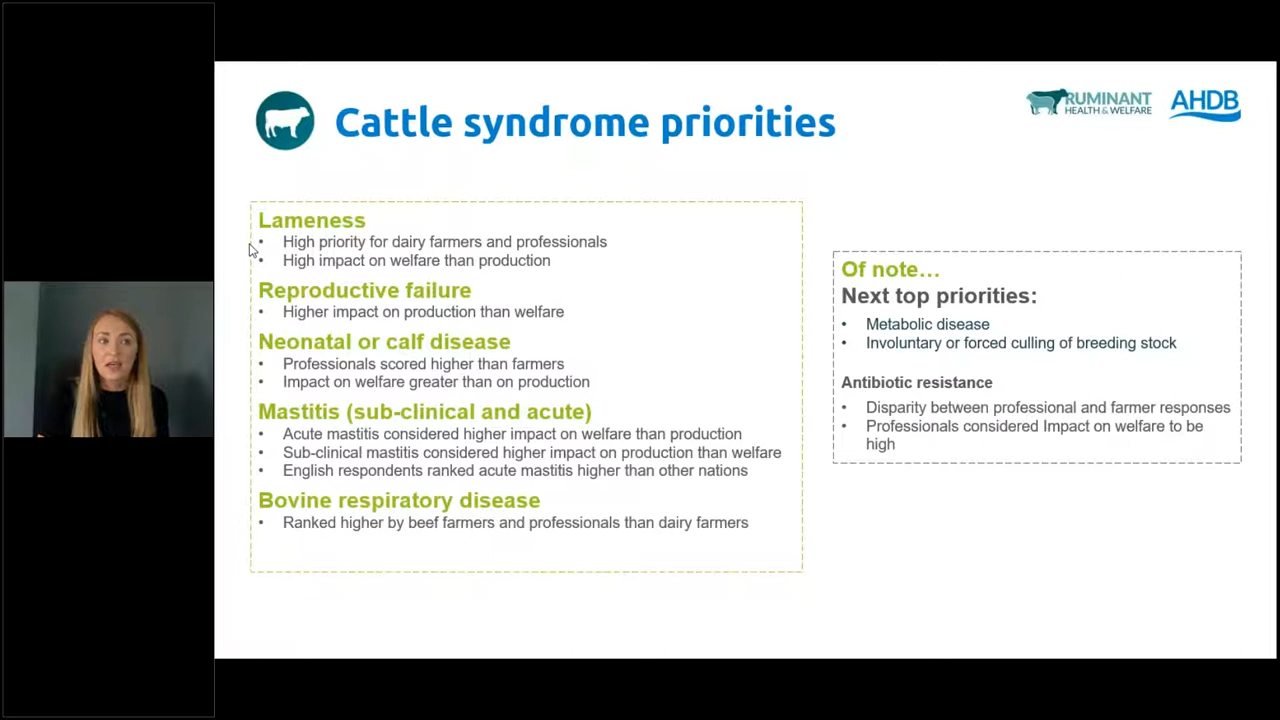 Cattle syndrome priorities
RUMINANT
HEALTH & WELFARE
AHDB
Lameness
• High priority for dairy farmers and professionals
• High impact on welfare than production
Reproductive failure
• Higher impact on production than welfare
Neonatal or calf disease
• Professionals scored higher than farmers
• Impact on welfare greater than on production
Mastitis (sub-clinical and acute)
• Acute mastitis considered higher impact on welfare than production
• Sub-clinical mastitis considered higher impact on production than welfare
• English respondents ranked acute mastitis higher than other nations
Bovine respiratory disease
• Ranked higher by beef farmers and professionals than dairy farmers
Of note…
Next top priorities:
• Metabolic disease
• Involuntary or forced culling of breeding stock
Antibiotic resistance
• Disparity between professional and farmer responses
• Professionals considered Impact on welfare to be
high